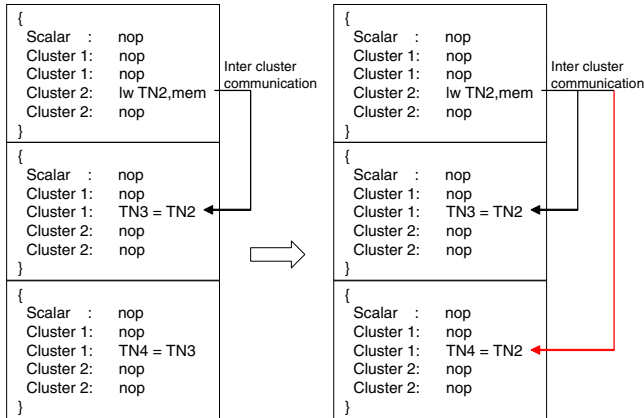 {
Scalar : nop
Cluster 1: nop
Cluster 1: nop
Cluster 2: lw TN2,mem
Cluster 2: nop
}
Inter cluster
communication
{
Scalar : nop
Cluster 1: nop
Cluster 1: TN3 = TN2
Cluster 2: nop
Cluster 2: nop
}
{
Scalar : nop
Cluster 1: nop
Cluster 1: TN4 = TN3
Cluster 2: nop
Cluster 2: nop
}
{
Scalar : nop
Cluster 1: nop
Cluster 1: nop
Cluster 2: lw TN2,mem
Cluster 2: nop
}
Inter cluster
communication
{
Scalar : nop
Cluster 1: nop
Cluster 1: TN3 = TN2
Cluster 2: nop
Cluster 2: nop
}
{
Scalar : nop
Cluster 1: nop
Cluster 1: TN4 = TN2
Cluster 2: nop
Cluster 2: nop
}